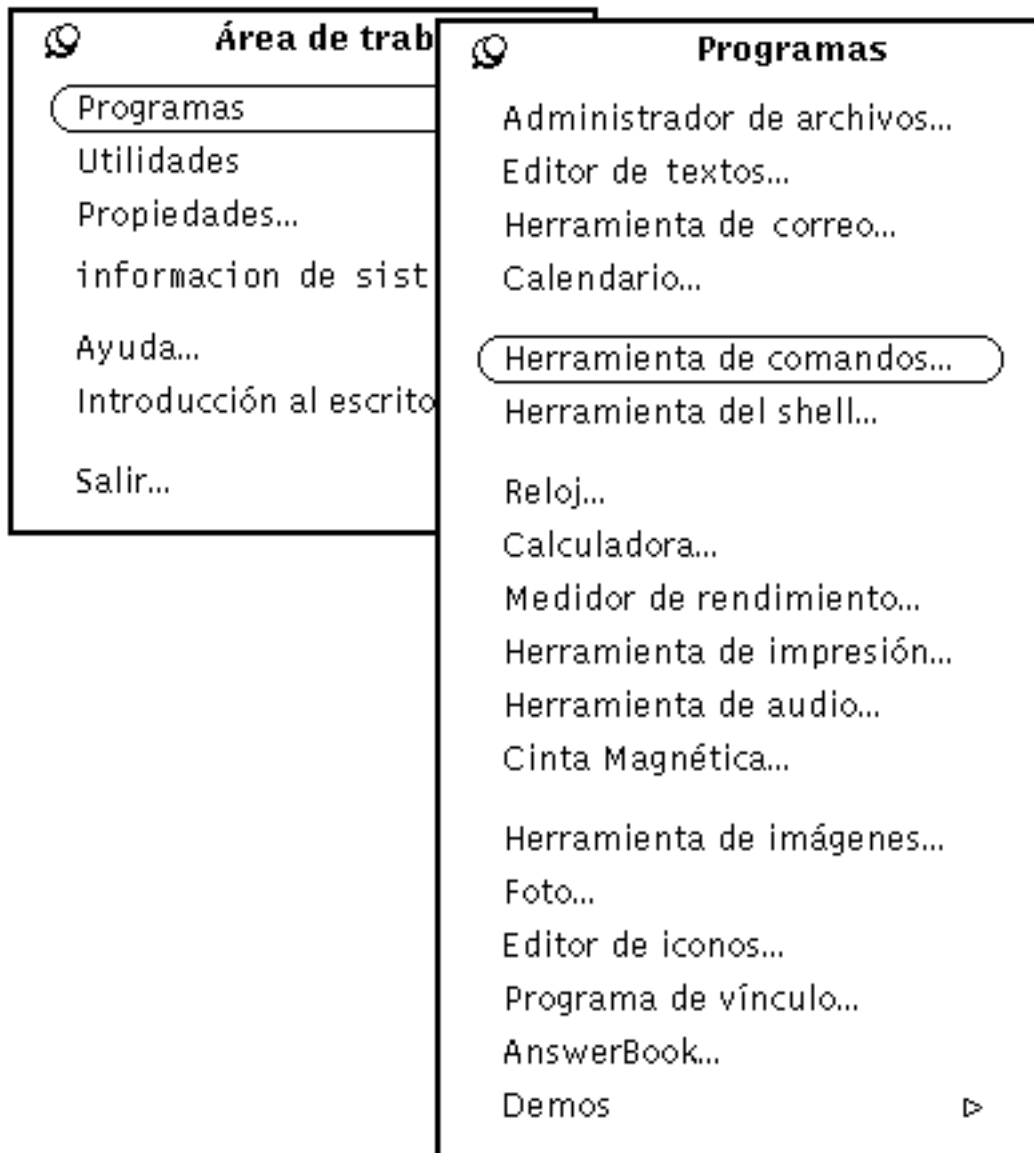 Área de trab
Programas
Utilidades
Propiedades...
informacion de sist
Ayuda...
Introducción al escrito
Salir...
Programas
Administrador de archivos...
Editor de textos...
Herramienta de correo...
Calendario...
Herramienta de comandos...
Herramienta del shell...
Reloj...
Calculadora...
Medidor de rendimiento...
Herramienta de impresión...
Herramienta de audio...
Cinta Magnética...
Herramienta de imágenes...
Foto...
Editor de iconos...
Programa de vínculo...
AnswerBook...
Demos